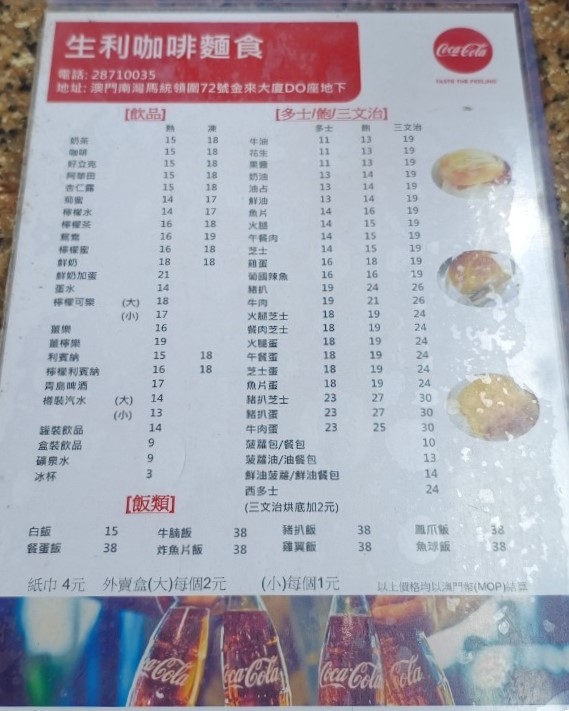 生利咖啡麵食
電話: 28710035
地址: 澳門南灣馬統領圍72號金來大廈DO座地下
Coca-Cola
TASTE THE FEELING
[飲品]
熱 凍
奶茶 15 18
咖啡 15 18
好立克 15 18
阿華田 15 18
杏仁露 15 18
菊蜜 14 17
檸檬水 14 17
檸檬茶 16 18
鴛鴦 16 19
檸檬蜜 16 18
鮮奶 18 18
鮮奶加蛋 21
蛋水 14
檸檬可樂 (大) 18
(小) 17
薑樂 16
薑檸樂 19
利賓納 15 18
檸檬利賓納 16 18
青島啤酒 17
樽裝汽水 (大) 14
(小) 13
罐裝飲品 14
盒裝飲品 9
礦泉水 9
冰杯 3
[多士/飽/三文治]
多士 飽 三文治
牛油 11 13 19
花生 11 13 19
果醬 11 13 19
奶油 13 14 19
油占 13 14 19
鮮油 13 14 19
魚片 14 16 19
火腿 14 15 19
午餐肉 14 15 19
芝士 14 15 19
雞蛋 16 18 19
葡國辣魚 16 16 19
豬扒 19 24 26
牛肉 19 21 26
火腿芝士 18 19 24
餐肉芝士 18 19 24
火腿蛋 18 19 24
午餐蛋 18 19 24
芝士蛋 18 19 24
魚片蛋 18 19 24
豬扒芝士 23 27 30
豬扒蛋 23 27 30
牛肉蛋 23 25 30
菠蘿包/餐包 10
菠蘿油/油餐包 13
鮮油菠蘿/鮮油餐包 14
西多士 24
(三文治烘底加2元)
[飯類]
白飯 15 牛腩飯 38 豬扒飯 38 鳳爪飯 38
餐蛋飯 38 炸魚片飯 38 雞翼飯 38 魚球飯 38
紙巾 4元 外賣盒(大)每個2元 (小)每個1元 以上價格均以澳門幣(MOP)結算
Coca-Cola Coca-Cola Coca-Cola Cola